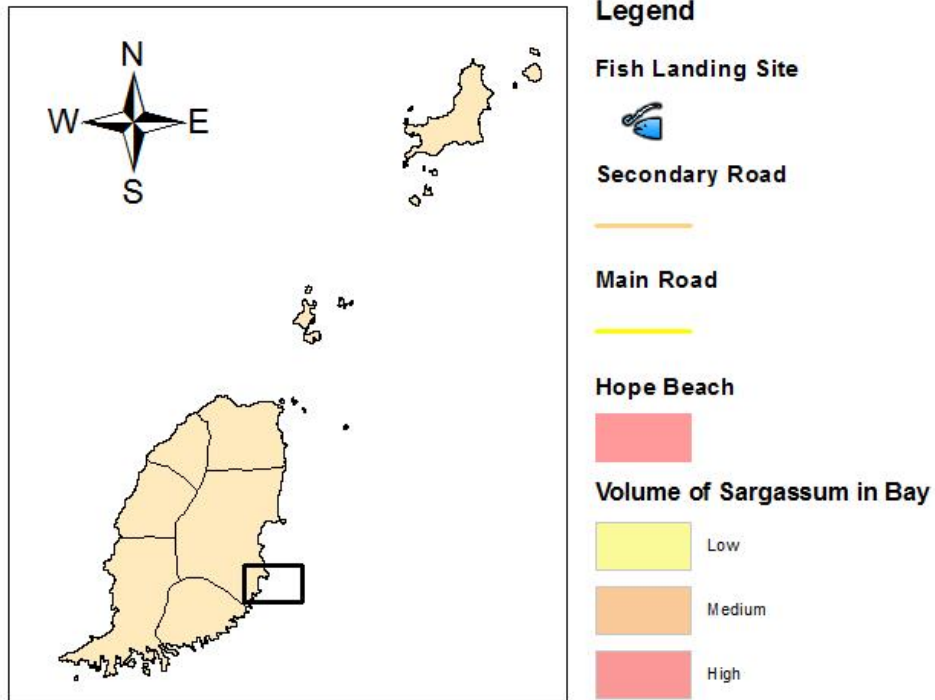 N
W E
S
Legend
Fish Landing Site
Secondary Road
Main Road
Hope Beach
Volume of Sargassum in Bay
Low
Medium
High